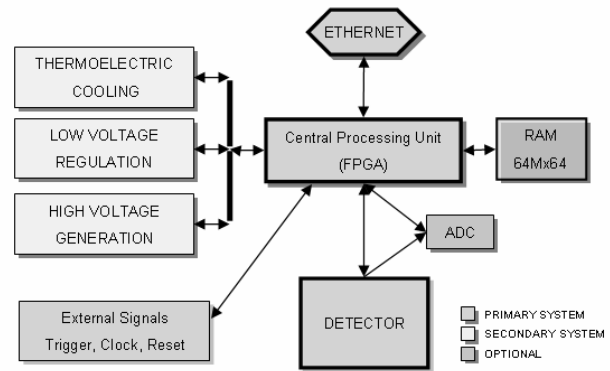 ETHERNET
THERMOELECTRIC
COOLING
LOW VOLTAGE
REGULATION
HIGH VOLTAGE
GENERATION
Central Processing Unit
(FPGA)
RAM
64Mx64
ADC
External Signals
Trigger, Clock, Reset
DETECTOR
PRIMARY SYSTEM
SECONDARY SYSTEM
OPTIONAL